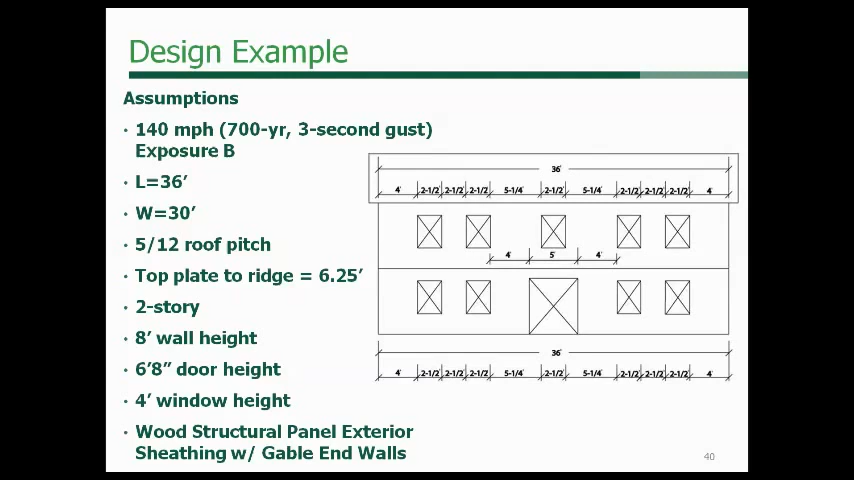 Design Example
Assumptions
• 140 mph (700-yr, 3-second gust)
Exposure B
• L=36’
• W=30’
• 5/12 roof pitch
• Top plate to ridge = 6.25’
• 2-story
• 8’ wall height
• 6’8” door height
• 4’ window height
• Wood Structural Panel Exterior
Sheathing w/ Gable End Walls
36'
4' 2-1/2' 2-1/2' 2-1/2' 5-1/4' 2-1/2' 5-1/4' 2-1/2' 2-1/2' 2-1/2' 4'
4' 5' 4'
36'
4' 2-1/2' 2-1/2' 2-1/2' 5-1/4' 2-1/2' 5-1/4' 2-1/2' 2-1/2' 2-1/2' 4'
40